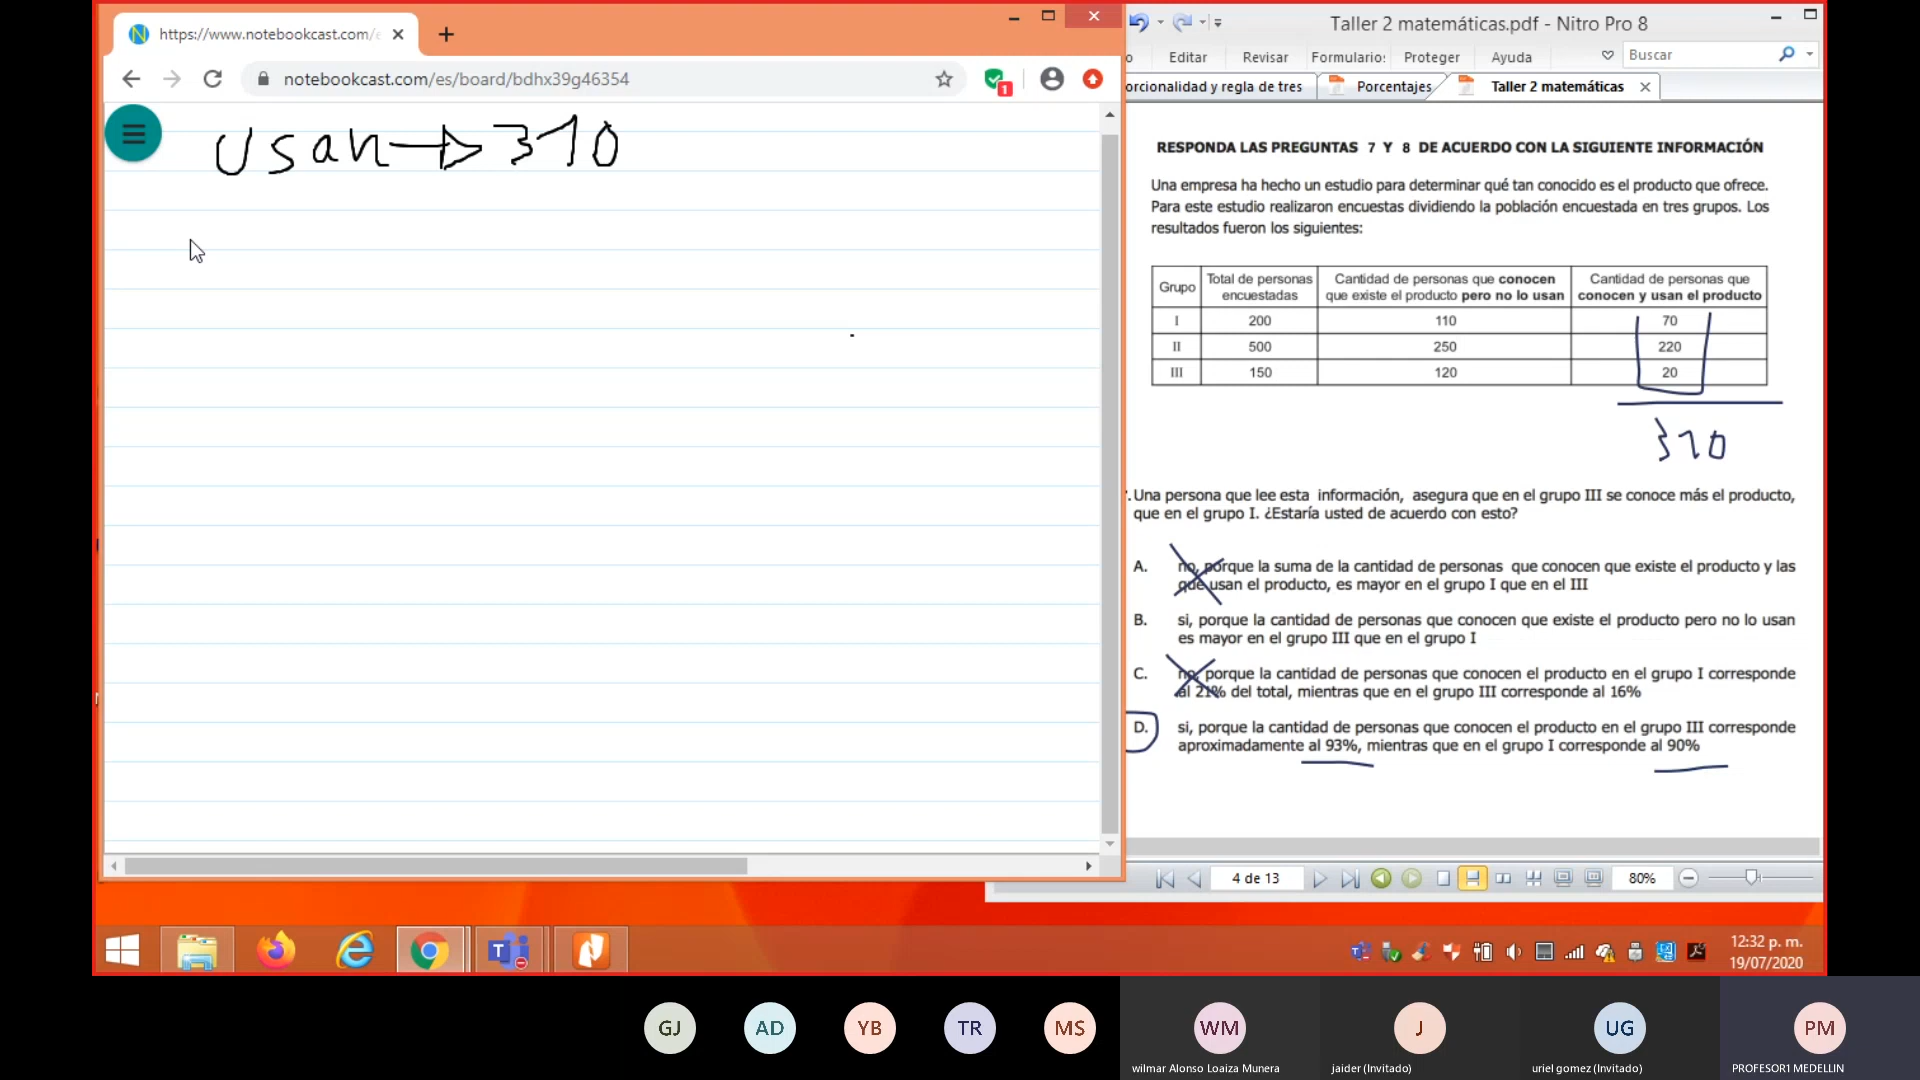 https://www.notebookcast.com/e
notebookcast.com/es/board/bdhx39g46354
1
Usan → 310
Taller 2 matemáticas.pdf - Nitro Pro 8
o Editar Revisar Formulario: Proteger Ayuda Buscar
orcionalidad y regla de tres Porcentajes Taller 2 matemáticas
RESPONDA LAS PREGUNTAS 7 Y 8 DE ACUERDO CON LA SIGUIENTE INFORMACIÓN
Una empresa ha hecho un estudio para determinar qué tan conocido es el producto que ofrece.
Para este estudio realizaron encuestas dividiendo la población encuestada en tres grupos. Los
resultados fueron los siguientes:
Grupo Total de personas encuestadas Cantidad de personas que conocen que existe el producto pero no lo usan Cantidad de personas que conocen y usan el producto
I 200 110 70
II 500 250 220
III 150 120 20
310
. Una persona que lee esta información, asegura que en el grupo III se conoce más el producto,
que en el grupo I. ¿Estaría usted de acuerdo con esto?
A. no, porque la suma de la cantidad de personas que conocen que existe el producto y las
que usan el producto, es mayor en el grupo I que en el III
B. si, porque la cantidad de personas que conocen que existe el producto pero no lo usan
es mayor en el grupo III que en el grupo I
C. no, porque la cantidad de personas que conocen el producto en el grupo I corresponde
al 21% del total, mientras que en el grupo III corresponde al 16%
D. si, porque la cantidad de personas que conocen el producto en el grupo III corresponde
aproximadamente al 93%, mientras que en el grupo I corresponde al 90%
4 de 13 80%
12:32 p. m.
19/07/2020
GJ AD YB TR MS WM J UG PM
wilmar Alonso Loaiza Munera jaider (Invitado) uriel gomez (Invitado) PROFESOR1 MEDELLIN